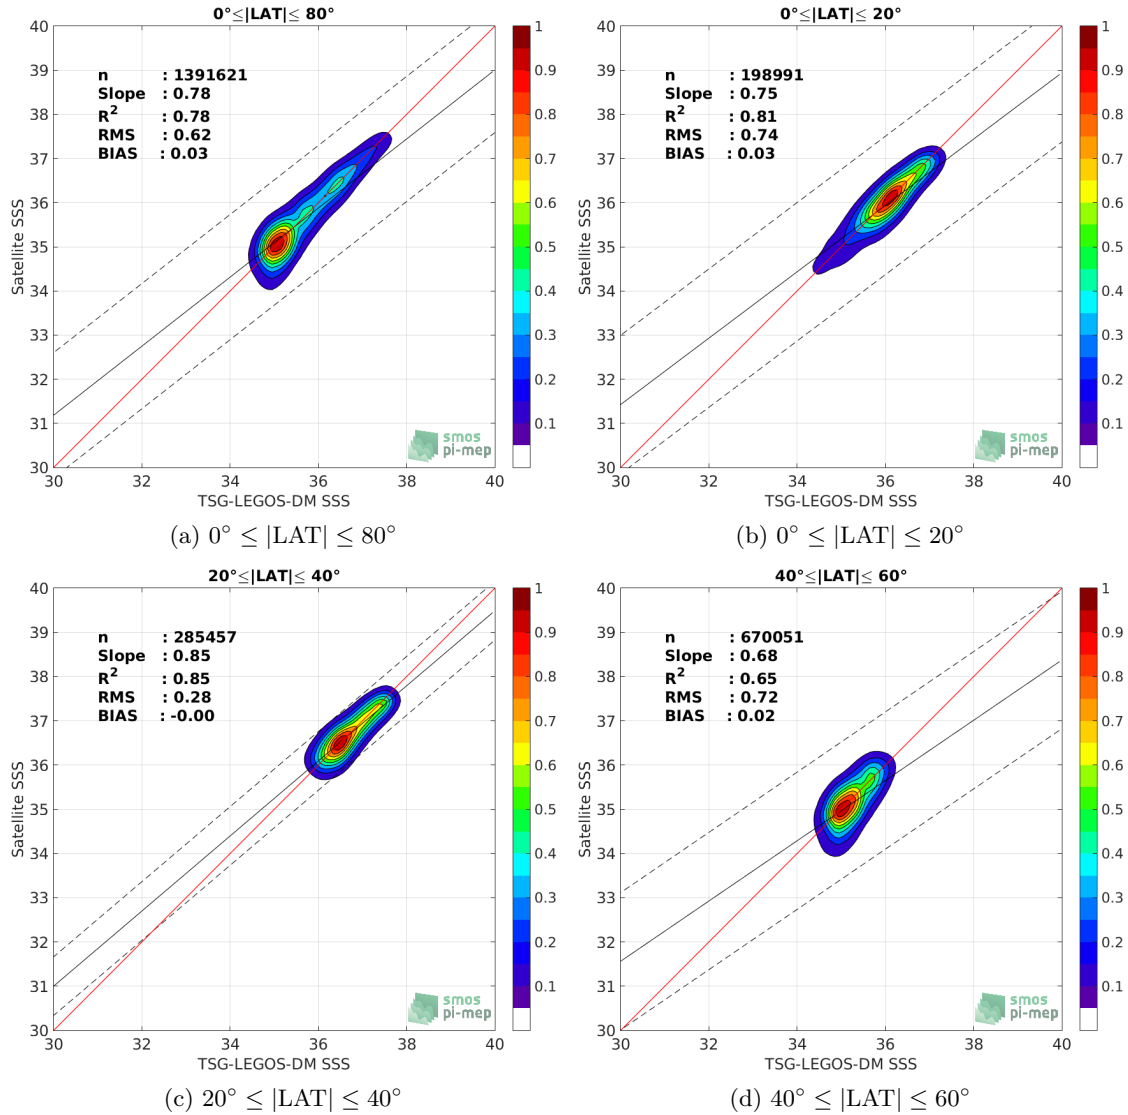 0°≤|LAT|≤ 80°
40
39
38
37
36
35
34
33
32
31
30
Satellite SSS
n : 1391621
Slope : 0.78
R² : 0.78
RMS : 0.62
BIAS : 0.03
smos
pi-mep
30 32 34 36 38 40
TSG-LEGOS-DM SSS
1
0.9
0.8
0.7
0.6
0.5
0.4
0.3
0.2
0.1
(a) 0° ≤ |LAT| ≤ 80°
0°≤|LAT|≤ 20°
40
39
38
37
36
35
34
33
32
31
30
Satellite SSS
n : 198991
Slope : 0.75
R² : 0.81
RMS : 0.74
BIAS : 0.03
smos
pi-mep
30 32 34 36 38 40
TSG-LEGOS-DM SSS
1
0.9
0.8
0.7
0.6
0.5
0.4
0.3
0.2
0.1
(b) 0° ≤ |LAT| ≤ 20°
20°≤|LAT|≤ 40°
40
39
38
37
36
35
34
33
32
31
30
Satellite SSS
n : 285457
Slope : 0.85
R² : 0.85
RMS : 0.28
BIAS : -0.00
smos
pi-mep
30 32 34 36 38 40
TSG-LEGOS-DM SSS
1
0.9
0.8
0.7
0.6
0.5
0.4
0.3
0.2
0.1
(c) 20° ≤ |LAT| ≤ 40°
40°≤|LAT|≤ 60°
40
39
38
37
36
35
34
33
32
31
30
Satellite SSS
n : 670051
Slope : 0.68
R² : 0.65
RMS : 0.72
BIAS : 0.02
smos
pi-mep
30 32 34 36 38 40
TSG-LEGOS-DM SSS
1
0.9
0.8
0.7
0.6
0.5
0.4
0.3
0.2
0.1
(d) 40° ≤ |LAT| ≤ 60°